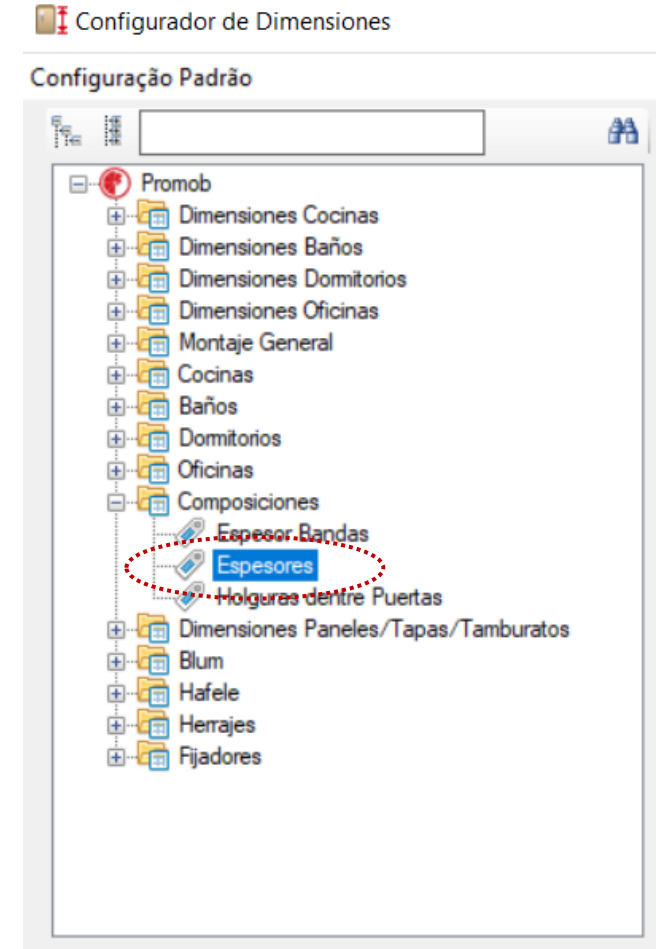 Configurador de Dimensiones
Configuração Padrão
Promob
Dimensiones Cocinas
Dimensiones Baños
Dimensiones Dormitorios
Dimensiones Oficinas
Montaje General
Cocinas
Baños
Dormitorios
Oficinas
Composiciones
Espesor Bandas
Espesores
Holguras dentre Puertas
Dimensiones Paneles/Tapas/Tamburatos
Blum
Hafele
Herrajes
Fijadores